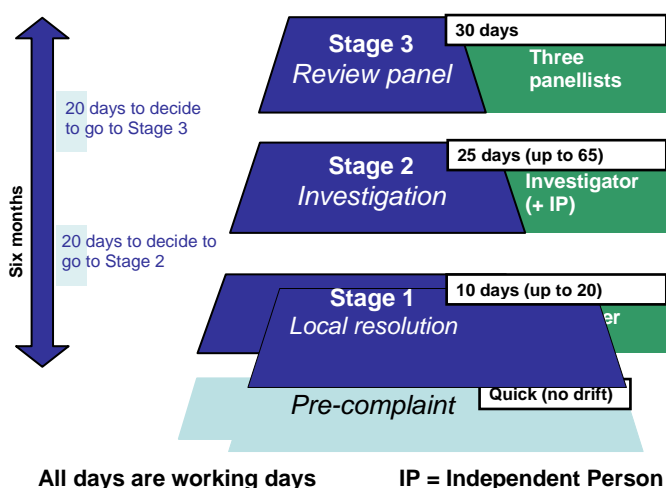 30 days
Stage 3
Review panel
Three
panellists
20 days to decide
to go to Stage 3
25 days (up to 65)
Stage 2
Investigation
Investigator
(+ IP)
Six months
20 days to decide to
go to Stage 2
10 days (up to 20)
Stage 1
Local resolution
Quick (no drift)
Pre-complaint
All days are working days
IP = Independent Person